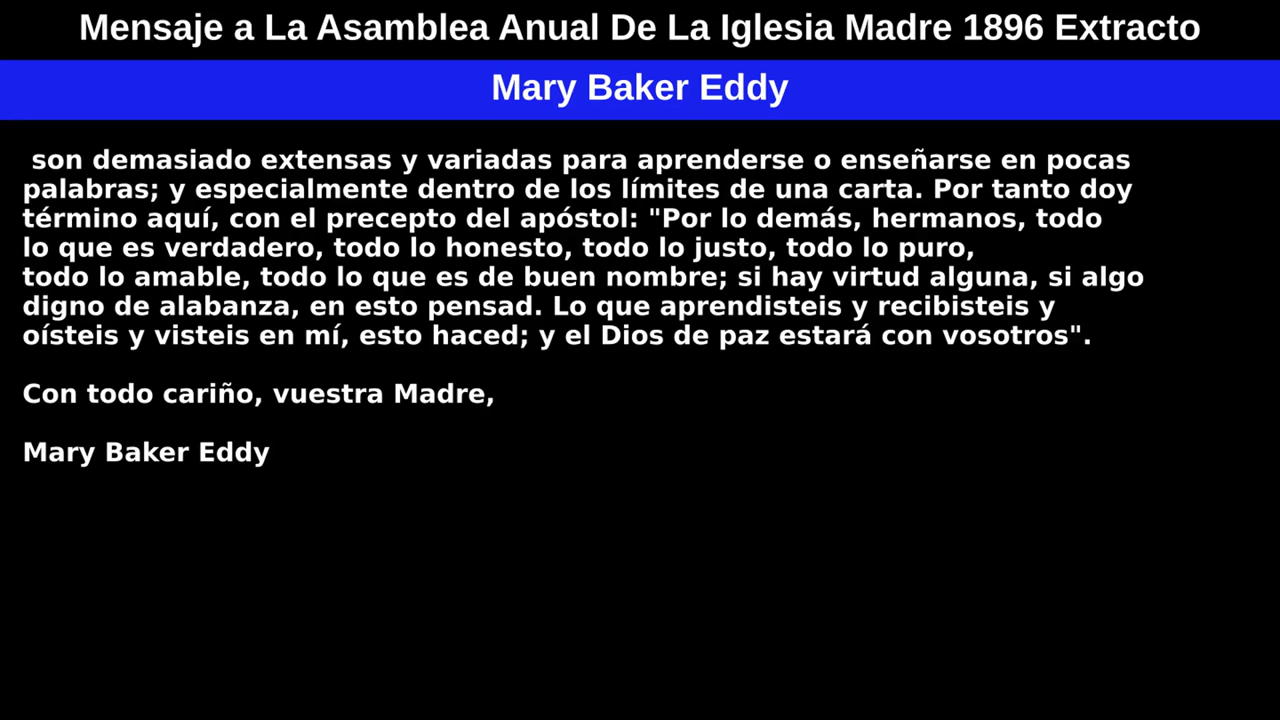 Mensaje a La Asamblea Anual De La Iglesia Madre 1896 Extracto
Mary Baker Eddy
son demasiado extensas y variadas para aprenderse o enseñarse en pocas
palabras; y especialmente dentro de los límites de una carta. Por tanto doy
término aquí, con el precepto del apóstol: "Por lo demás, hermanos, todo
lo que es verdadero, todo lo honesto, todo lo justo, todo lo puro,
todo lo amable, todo lo que es de buen nombre; si hay virtud alguna, si algo
digno de alabanza, en esto pensad. Lo que aprendisteis y recibisteis y
oísteis y visteis en mí, esto haced; y el Dios de paz estará con vosotros".
Con todo cariño, vuestra Madre,
Mary Baker Eddy